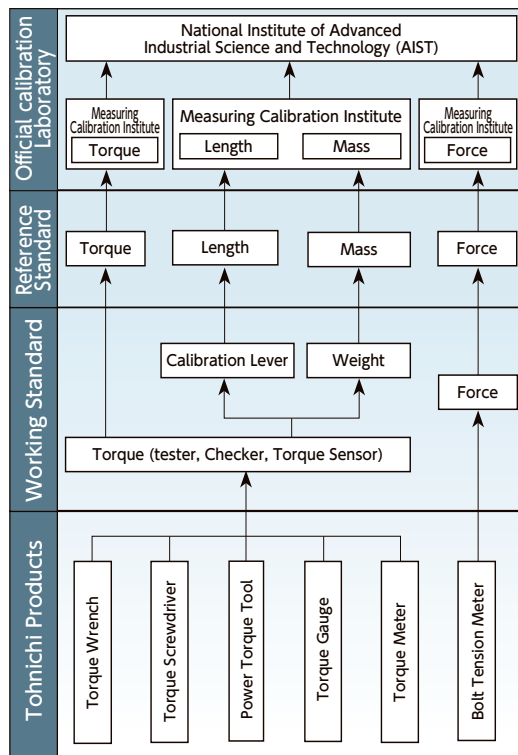 Official calibration
Laboratory
National Institute of Advanced
Industrial Science and Technology (AIST)
Measuring
Calibration Institute
Torque
Measuring Calibration Institute
Length
Mass
Measuring
Calibration Institute
Force
Reference
Standard
Torque
Length
Mass
Force
Working Standard
Calibration Lever
Weight
Force
Torque (tester, Checker, Torque Sensor)
Tohnichi Products
Torque Wrench
Torque Screwdriver
Power Torque Tool
Torque Gauge
Torque Meter
Bolt Tension Meter